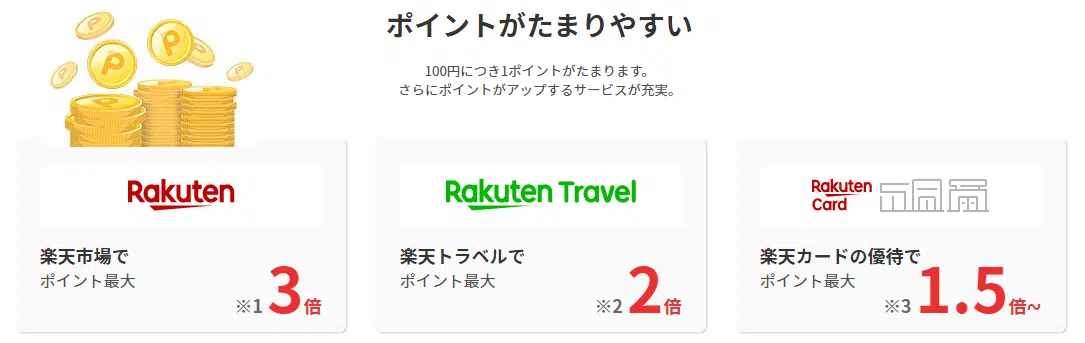 ポイントがたまりやすい
100円につき1ポイントがたまります。
さらにポイントがアップするサービスが充実。
Rakuten
楽天市場で
ポイント最大
※1 3倍
Rakuten Travel
楽天トラベルで
ポイント最大
※2 2倍
Rakuten
Card
楽天カードの優待で
ポイント最大
※3 1.5倍~